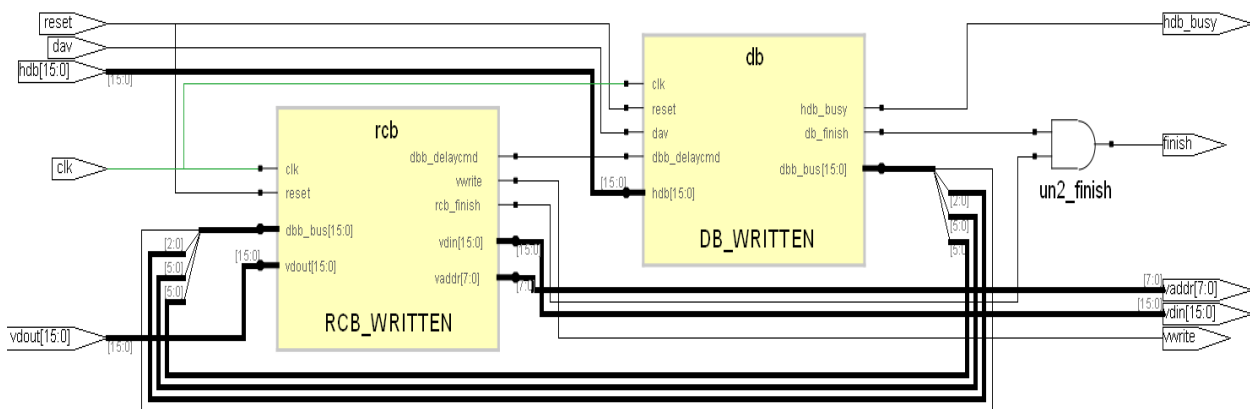 reset
dav
hdb[15:0]
[15:0]
clk
vdout[15:0]
[15:0]
rcb
clk
reset
dbb_bus[15:0]
vdout[15:0]
dbb_delaycmd
vwrite
rcb_finish
vdin[15:0]
vaddr[7:0]
RCB_WRITTEN
[2:0]
[5:0]
[5:0]
[15:0]
[15:0]
[7:0]
db
clk
reset
dav
dbb_delaycmd
hdb[15:0]
[15:0]
hdb_busy
db_finish
dbb_bus[15:0]
DB_WRITTEN
[2:0]
[5:0]
[5:0]
un2_finish
hdb_busy
finish
[7:0]
vaddr[7:0]
[15:0]
vdin[15:0]
vwrite